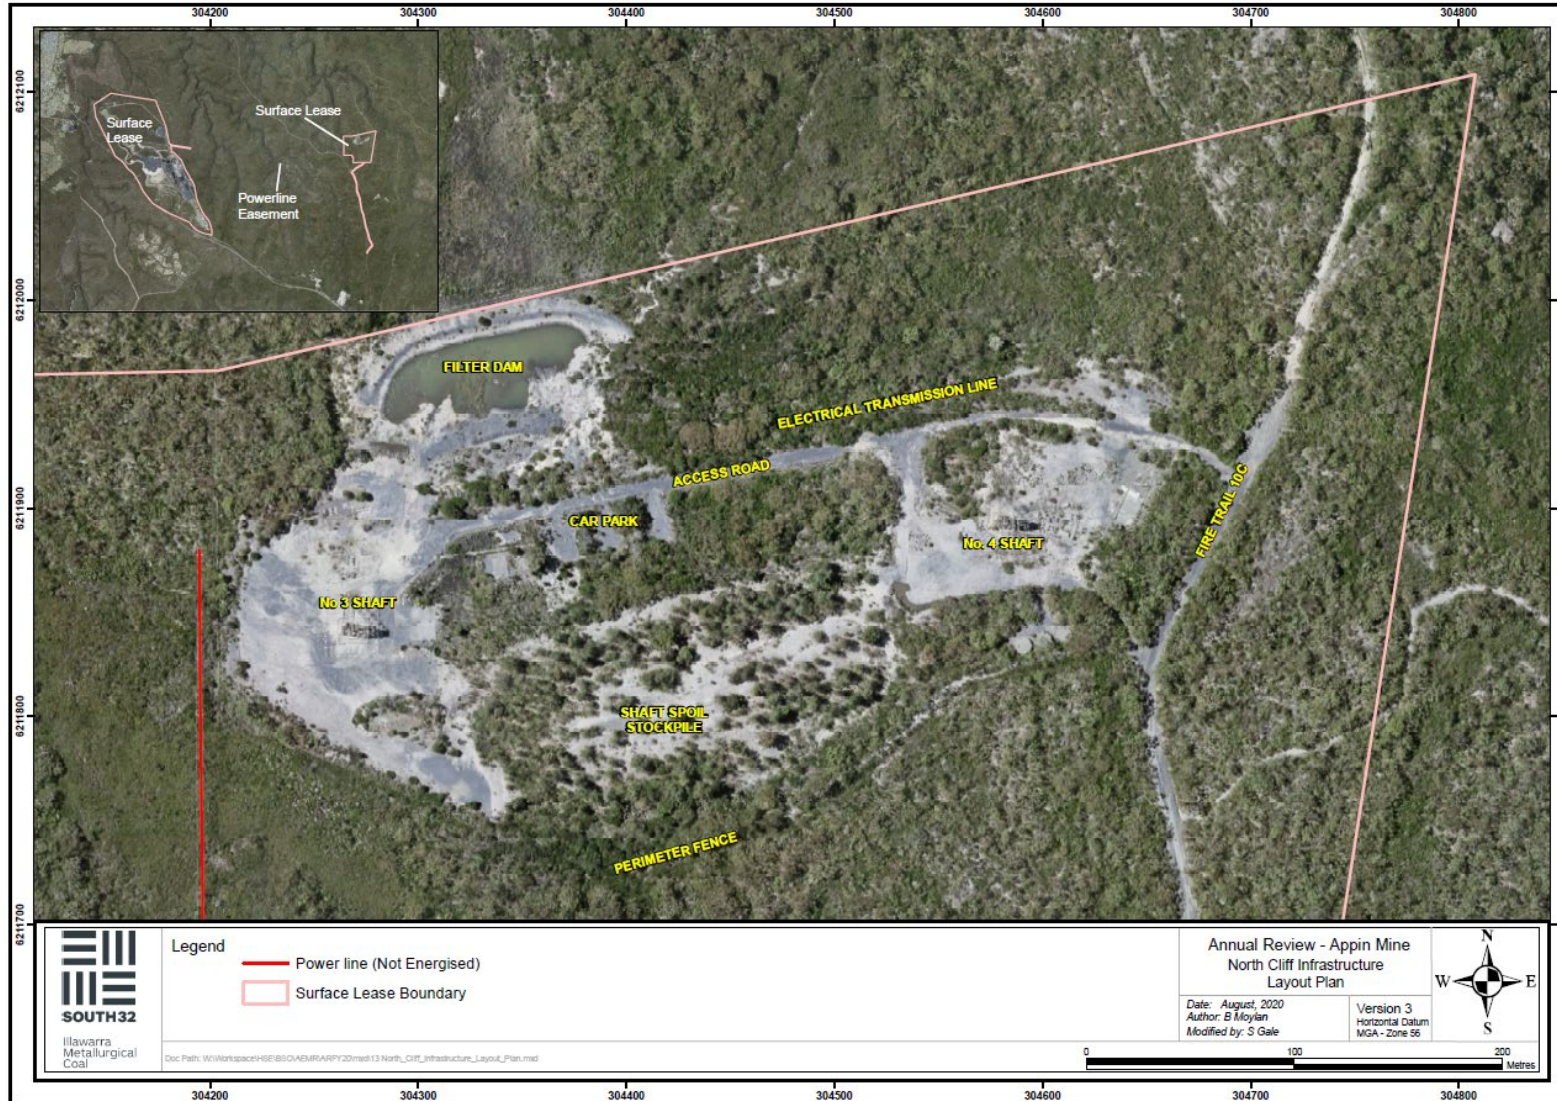 304200 304300 304400 304500 304600 304700 304800
6212100
6212000
6211900
6211800
6211700
Surface
Lease
Surface Lease
Powerline
Easement
FILTER DAM
ELECTRICAL TRANSMISSION LINE
ACCESS ROAD
CAR PARK
FIRE TRAIL 10C
No. 4 SHAFT
No 3 SHAFT
SHAFT SPOIL
STOCKPILE
PERIMETER FENCE
SOUTH32
Illawarra
Metallurgical
Coal
Legend
Power line (Not Energised)
Surface Lease Boundary
Annual Review - Appin Mine
North Cliff Infrastructure
Layout Plan
Date: August, 2020
Author: B Moylan
Modified by: S Gale
Version 3
Horizontal Datum
MGA - Zone 56
N
W E
S
0 100 200
Metres
304200 304300 304400 304500 304600 304700 304800